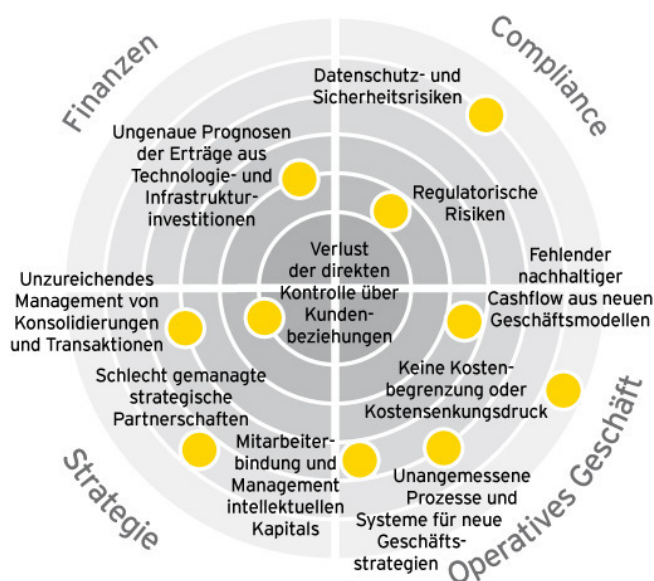 Finanzen
Compliance
Datenschutz- und
Sicherheitsrisiken
Ungenaue Prognosen
der Erträge aus
Technologie- und
Infrastruktur-
investitionen
Regulatorische
Risiken
Verlust
der direkten
Kontrolle über
Kunden-
beziehungen
Fehlender
nachhaltiger
Cashflow aus neuen
Geschäftsmodellen
Unzureichendes
Management von
Konsolidierungen
und Transaktionen
Keine Kosten-
begrenzung oder
Kostensenkungsdruck
Schlecht gemanagte
strategische
Partnerschaften
Mitarbeiter-
bindung und
Management
intellektuellen
Kapitals
Unangemessene
Prozesse und
Systeme für neue
Geschäfts-
strategien
Strategie
Operatives Geschäft